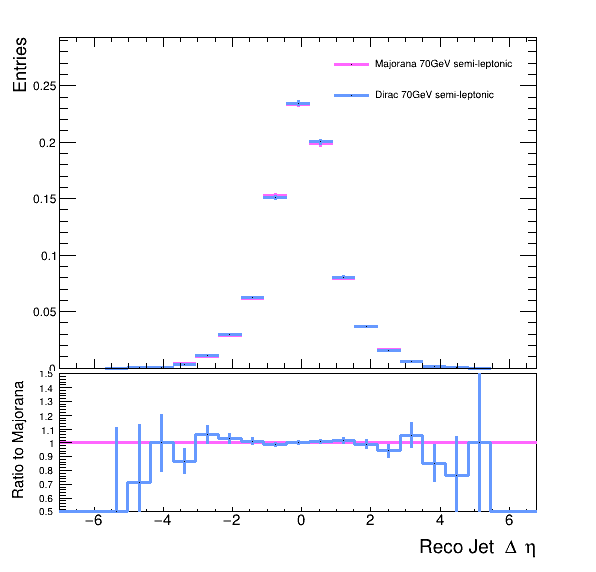 Entries
Majorana 70GeV semi-leptonic
Dirac 70GeV semi-leptonic
0.25
0.2
0.15
0.1
0.05
0
Ratio to Majorana
1.5
1.4
1.3
1.2
1.1
1
0.9
0.8
0.7
0.6
0.5
−6 −4 −2 0 2 4 6
Reco Jet Δ η